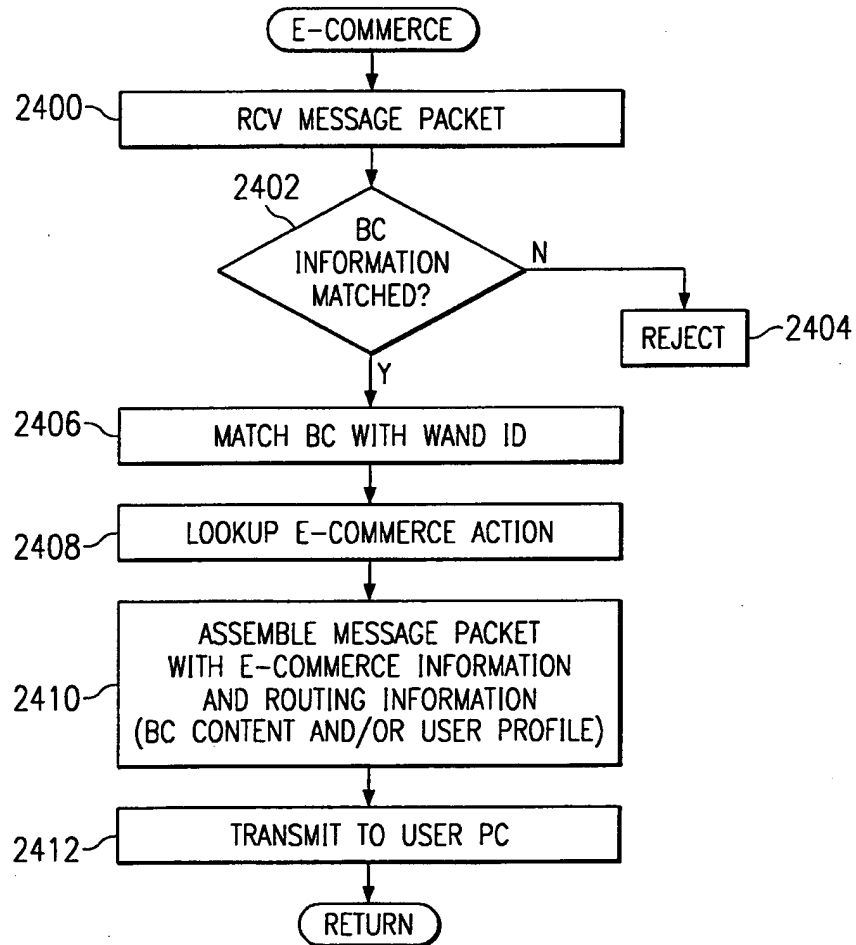 E-COMMERCE
2400
RCV MESSAGE PACKET
2402
BC
INFORMATION
MATCHED?
N
REJECT
2404
Y
2406
MATCH BC WITH WAND ID
2408
LOOKUP E-COMMERCE ACTION
2410
ASSEMBLE MESSAGE PACKET
WITH E-COMMERCE INFORMATION
AND ROUTING INFORMATION
(BC CONTENT AND/OR USER PROFILE)
2412
TRANSMIT TO USER PC
RETURN